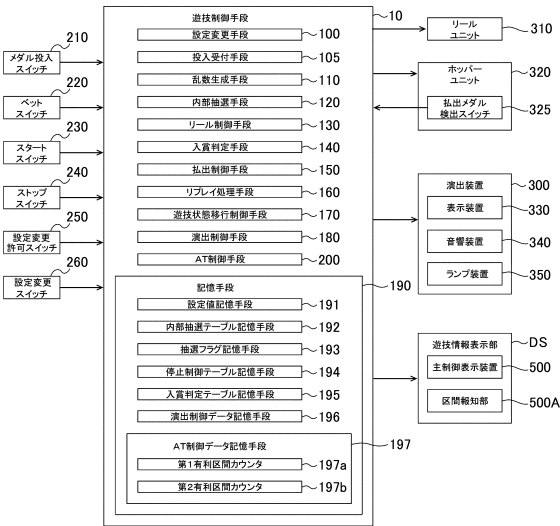 遊技制御手段
10
設定変更手段
100
投入受付手段
105
乱数生成手段
110
内部抽選手段
120
リール制御手段
130
入賞判定手段
140
払出制御手段
150
リプレイ処理手段
160
遊技状態移行制御手段
170
演出制御手段
180
AT制御手段
200
記憶手段
190
設定値記憶手段
191
内部抽選テーブル記憶手段
192
抽選フラグ記憶手段
193
停止制御テーブル記憶手段
194
入賞判定テーブル記憶手段
195
演出制御データ記憶手段
196
AT制御データ記憶手段
197
第1有利区間カウンタ
197a
第2有利区間カウンタ
197b
210
メダル投入
スイッチ
220
ベット
スイッチ
230
スタート
スイッチ
240
ストップ
スイッチ
250
設定変更
許可スイッチ
260
設定変更
スイッチ
リール
ユニット
310
ホッパー
ユニット
320
払出メダル
検出スイッチ
325
演出装置
300
表示装置
330
音響装置
340
ランプ装置
350
遊技情報表示部
DS
主制御表示装置
500
区間報知部
500A